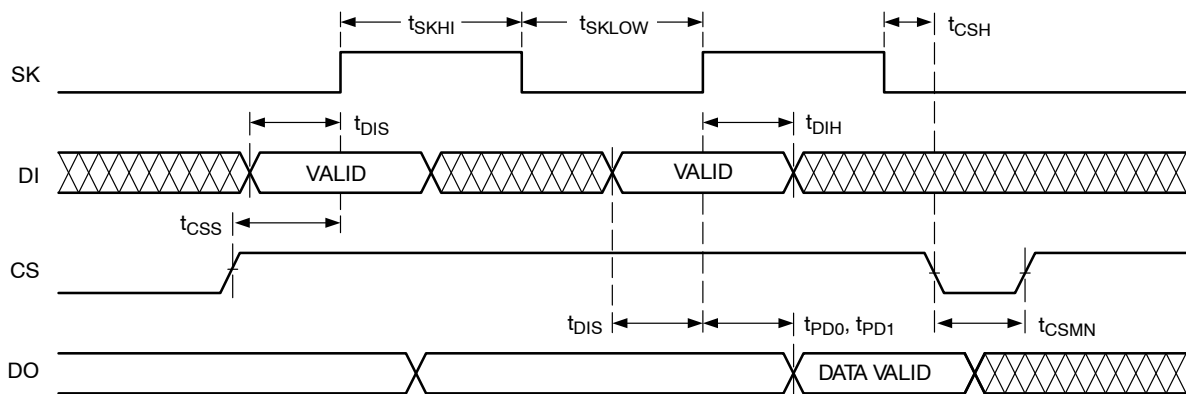 tSKHI tSKLOW tCSH
SK
tDIS tDIH
DI VALID VALID
tCSS
CS
tDIS tPD0, tPD1 tCSMN
DO DATA VALID